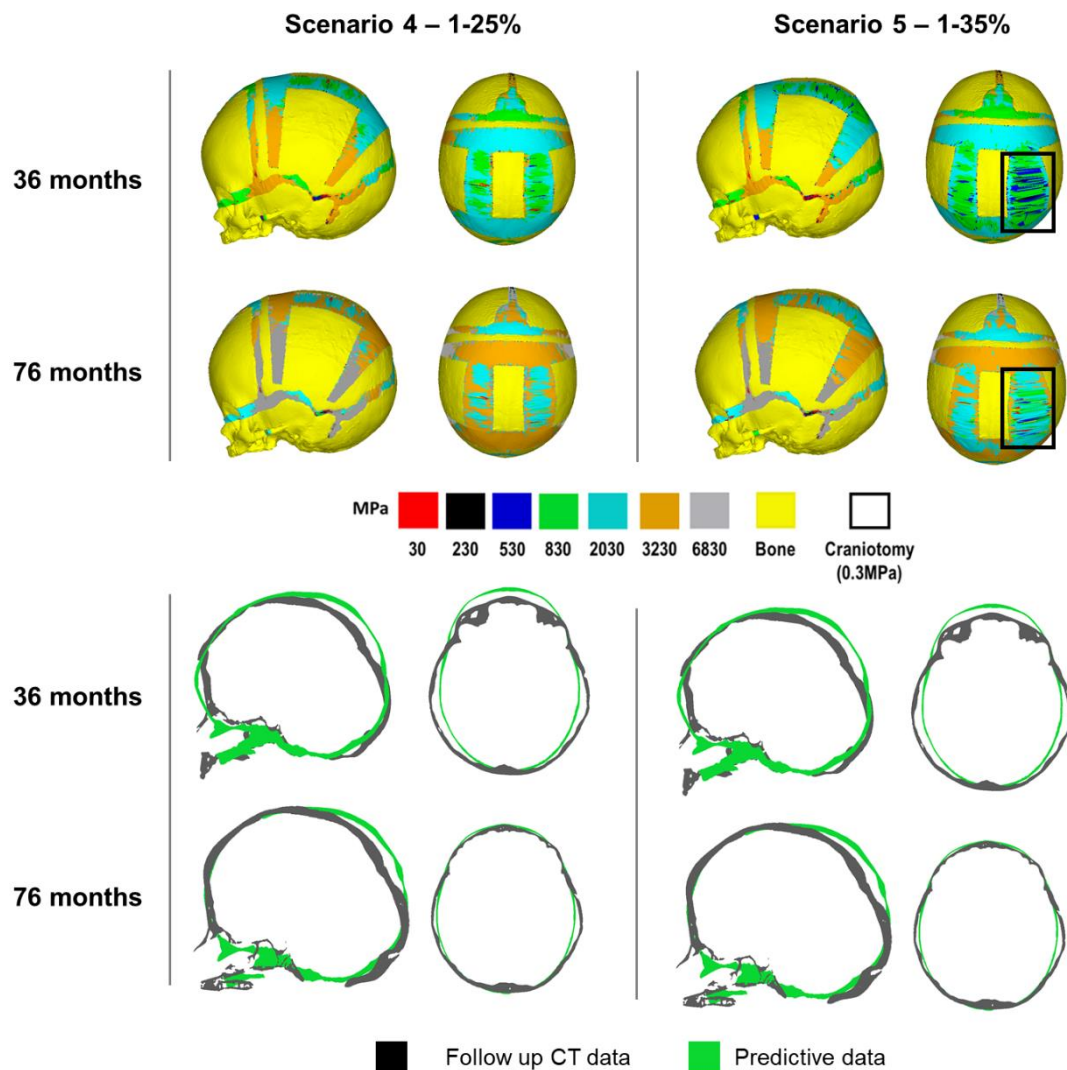 Scenario 4 – 1-25%
Scenario 5 – 1-35%
36 months
76 months
MPa
30 230 530 830 2030 3230 6830 Bone Craniotomy
(0.3MPa)
36 months
76 months
Follow up CT data Predictive data